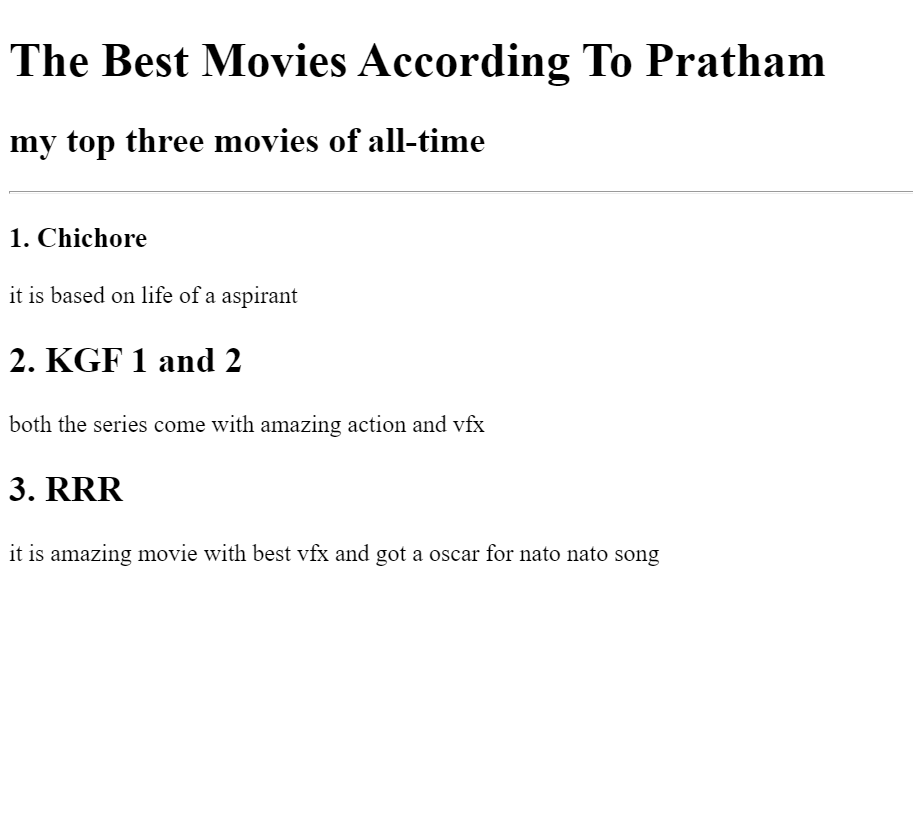 The Best Movies According To Pratham
my top three movies of all-time
1. Chichore
it is based on life of a aspirant
2. KGF 1 and 2
both the series come with amazing action and vfx
3. RRR
it is amazing movie with best vfx and got a oscar for nato nato song